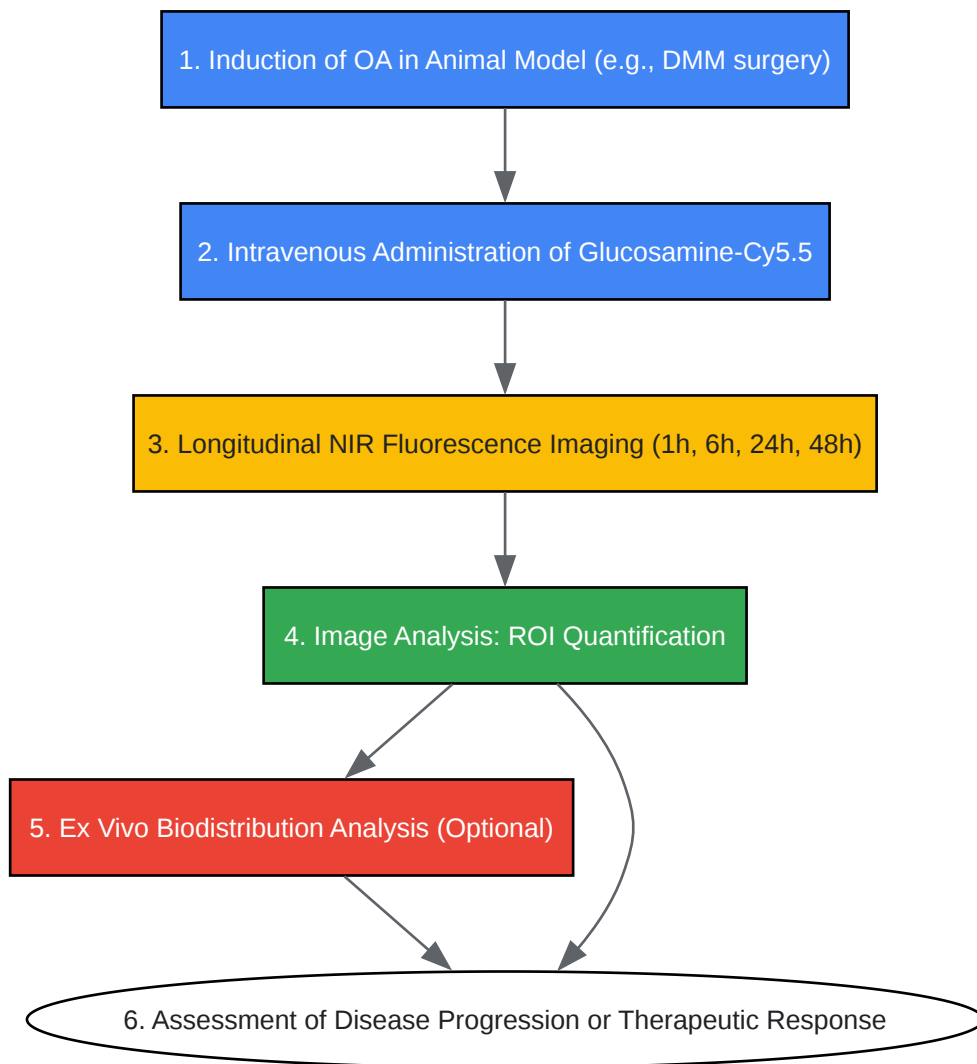 1. Induction of OA in Animal Model (e.g., DMM surgery)
2. Intravenous Administration of Glucosamine-Cy5.5
3. Longitudinal NIR Fluorescence Imaging (1h, 6h, 24h, 48h)
4. Image Analysis: ROI Quantification
5. Ex Vivo Biodistribution Analysis (Optional)
6. Assessment of Disease Progression or Therapeutic Response